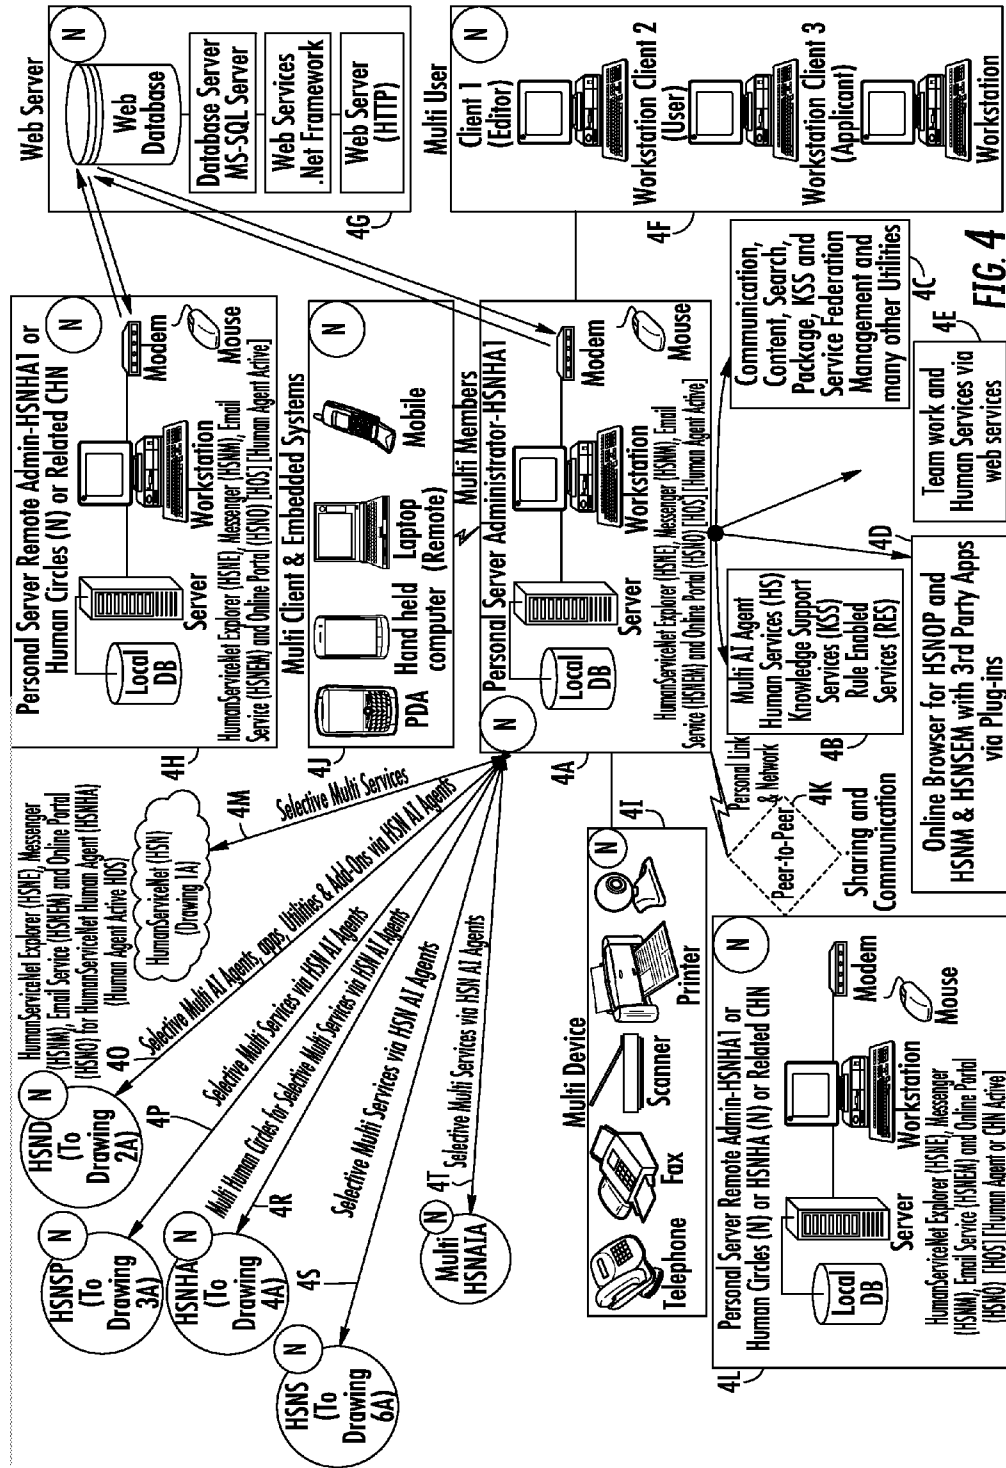 Web Server
N
Web
Database
Database Server
MS-SQL Server
Web Services
.Net Framework
Web Server
(HTTP)
4G
Multi User
N
Client 1
(Editor)
Workstation Client 2
(User)
Workstation Client 3
(Applicant)
Workstation
4F
Personal Server Remote Admin-HSNHA1 or
Human Circles (N) or Related CHN
N
Local
DB
Server
Workstation
Modem
Mouse
HumanServiceNet Explorer (HSNE), Messenger (HSNM), Email
Service (HSNEM) and Online Portal (HSNO) [HOS] [Human Agent Active]
4H
Multi Client & Embedded Systems
N
PDA
Hand held
computer
Laptop
(Remote)
Mobile
4J
Multi Members
Personal Server Administrator-HSNHA1
N
Local
DB
Server
Workstation
Modem
Mouse
HumanServiceNet Explorer (HSNE), Messenger (HSNM), Email
Service (HSNEM) and Online Portal (HSNO) [HOS] [Human Agent Active]
4A
Communication,
Content, Search,
Package, KSS and
Service Federation
Management and
many other Utilities
4C
Multi AI Agent
Human Services (HS)
Knowledge Support
Services (KSS)
Rule Enabled
Services (RES)
4B
4D
Online Browser for HSNOP and
HSNM & HSNSEM with 3rd Party Apps
via Plug-ins
4E
Team work and
Human Services via
web services
FIG. 4
HumanServiceNet Explorer (HSNE), Messenger
(HSNM), Email Service (HSNEM) and Online Portal
(HSNO) for HumanServiceNet Human Agent (HSNHA)
(Human Agent Active HOS)
HumanServiceNet (HSN)
(Drawing 1A)
4M
Selective Multi Services
4O
Selective Multi AI Agents, apps, Utilities & Add-Ons via HSN AI Agents
HSND
(To
Drawing
2A)
N
4P
Selective Multi Services via HSN AI Agents
HSNSP
(To
Drawing
3A)
N
Multi Human Circles for Selective Multi Services via HSN AI Agents
4R
HSNHA
(To
Drawing
4A)
N
4S
Selective Multi Services via HSN AI Agents
HSNS
(To
Drawing
6A)
N
4T
Selective Multi Services via HSN AI Agents
Multi
HSNAIA
N
4I
Multi Device
N
Telephone
Fax
Scanner
Printer
Personal Link
& Network
4K
Peer-to-Peer
Sharing and
Communication
4L
Personal Server Remote Admin-HSNHA1 or
Human Circles (N) or HSNHA (N) or Related CHN
N
Local
DB
Server
Workstation
Modem
Mouse
HumanServiceNet Explorer (HSNE), Messenger
(HSNM), Email Service (HSNEM) and Online Portal
(HSNO) [HOS] [Human Agent or CHN Active]